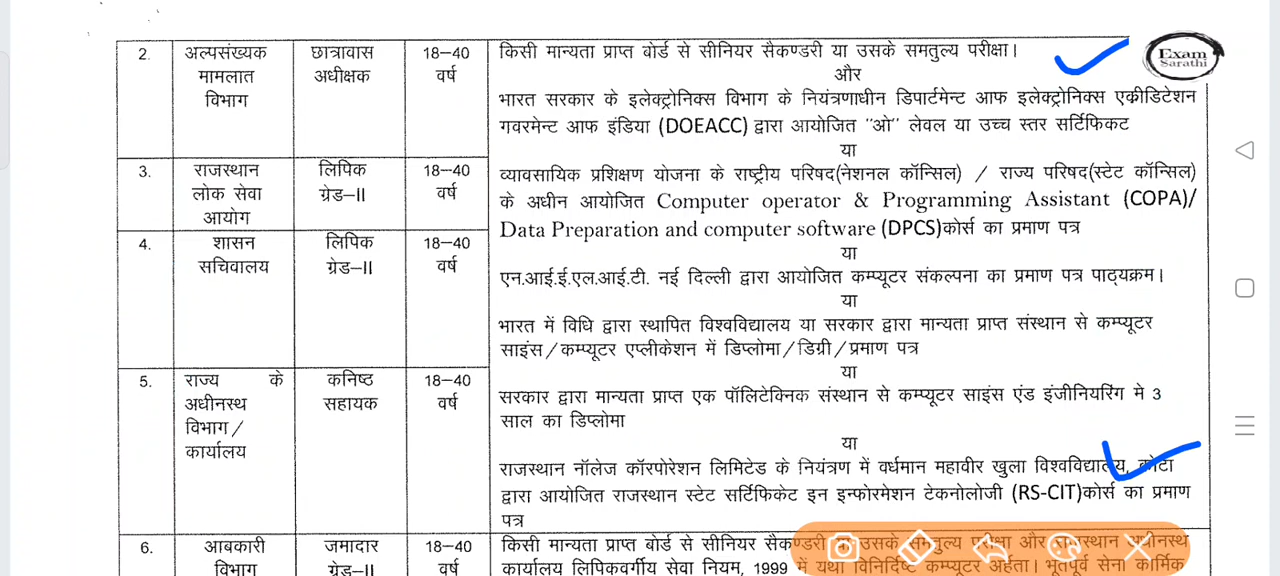 2. अल्पसंख्यक मामलात विभाग छात्रावास अधीक्षक 18–40 वर्ष
किसी मान्यता प्राप्त बोर्ड से सीनियर सैकण्डरी या उसके समतुल्य परीक्षा।
और
भारत सरकार के इलेक्ट्रोनिक्स विभाग के नियंत्रणाधीन डिपार्टमेन्ट आफ इलेक्ट्रोनिक्स एक्रीडिटेशन
गवरमेन्ट आफ इंडिया (DOEACC) द्वारा आयोजित "ओ" लेवल या उच्च स्तर सर्टिफिकट
या
3. राजस्थान लोक सेवा आयोग लिपिक ग्रेड–II 18–40 वर्ष
व्यावसायिक प्रशिक्षण योजना के राष्ट्रीय परिषद(नेशनल कॉन्सिल) / राज्य परिषद(स्टेट कॉन्सिल)
के अधीन आयोजित Computer operator & Programming Assistant (COPA)/
Data Preparation and computer software (DPCS)कोर्स का प्रमाण पत्र
4. शासन सचिवालय लिपिक ग्रेड–II 18–40 वर्ष
या
एन.आई.ई.एल.आई.टी. नई दिल्ली द्वारा आयोजित कम्प्यूटर संकल्पना का प्रमाण पत्र पाठ्यक्रम।
या
भारत में विधि द्वारा स्थापित विश्वविद्यालय या सरकार द्वारा मान्यता प्राप्त संस्थान से कम्प्यूटर
साइंस/कम्प्यूटर एप्लीकेशन में डिप्लोमा/डिग्री/प्रमाण पत्र
या
5. राज्य के अधीनस्थ विभाग/ कार्यालय कनिष्ठ सहायक 18–40 वर्ष
सरकार द्वारा मान्यता प्राप्त एक पॉलिटेक्निक संस्थान से कम्प्यूटर साइंस एंड इंजीनियरिंग मे 3
साल का डिप्लोमा
या
राजस्थान नॉलेज कॉरपोरेशन लिमिटेड के नियंत्रण में वर्धमान महावीर खुला विश्वविद्यालय, कोटा
द्वारा आयोजित राजस्थान स्टेट सर्टिफिकेट इन इन्फोरमेशन टेकनोलोजी (RS-CIT)कोर्स का प्रमाण
पत्र
6. आबकारी विभाग जमादार ग्रेड–II 18–40 वर्ष
किसी मान्यता प्राप्त बोर्ड से सीनियर सैकण्डरी या उसके समतुल्य परीक्षा और राजस्थान अधीनस्थ
कार्यालय लिपिकवर्गीय सेवा नियम, 1999 में यथा विनिर्दिष्ट कम्प्यूटर अर्हता। भूतपूर्व सेना कार्मिक
Exam
Sarathi